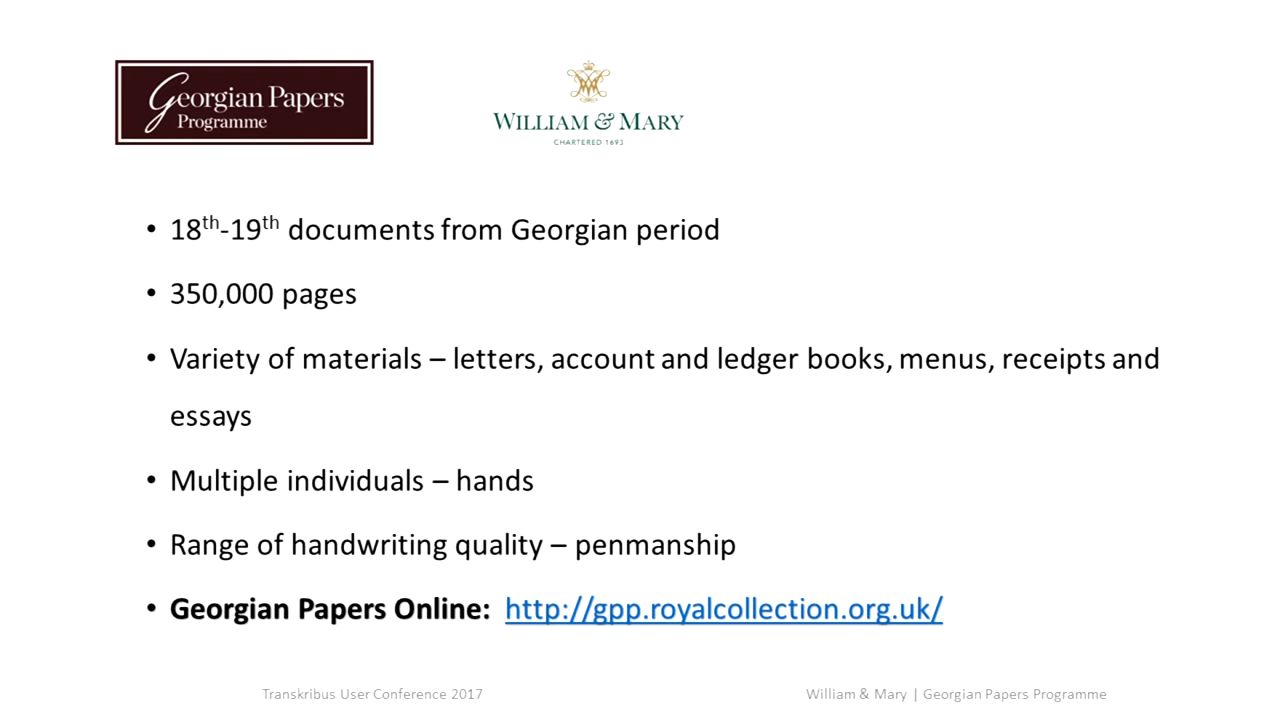 Georgian Papers
Programme
WILLIAM & MARY
CHARTERED 1693
• 18th-19th documents from Georgian period
• 350,000 pages
• Variety of materials – letters, account and ledger books, menus, receipts and
essays
• Multiple individuals – hands
• Range of handwriting quality – penmanship
• Georgian Papers Online: http://gpp.royalcollection.org.uk/
Transkribus User Conference 2017
William & Mary | Georgian Papers Programme